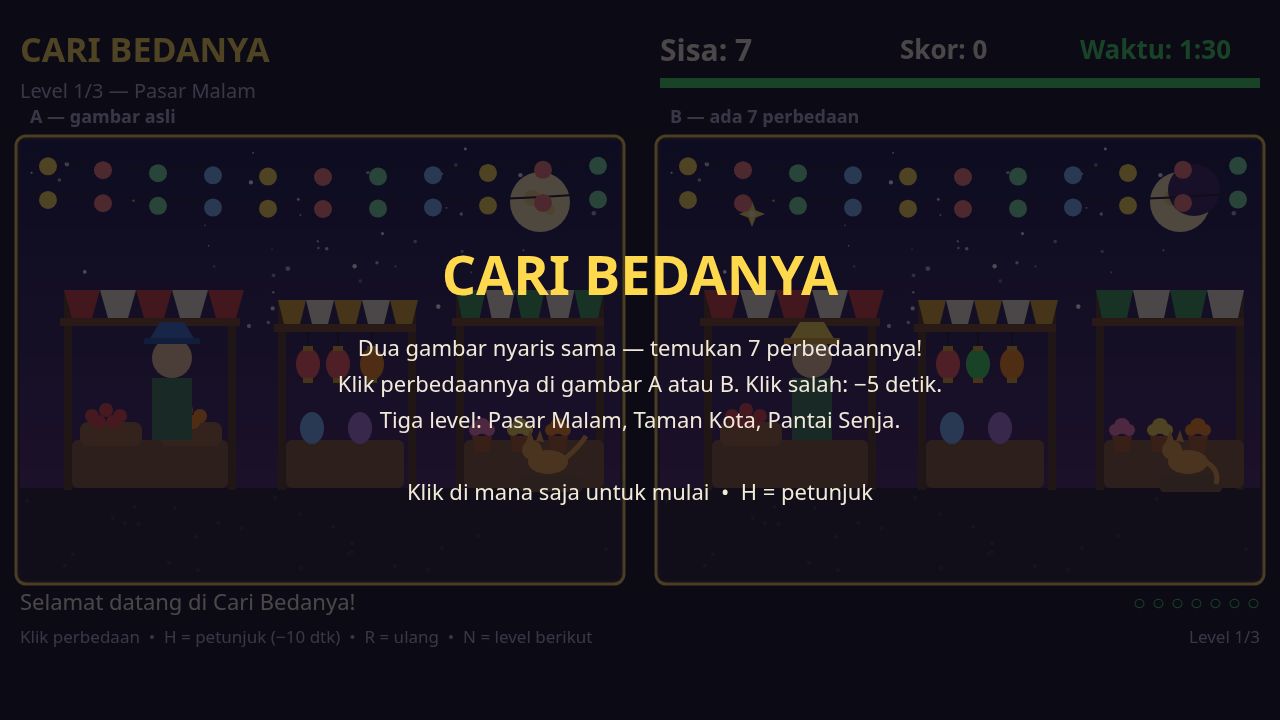 CARI BEDANYA
Sisa: 7
Skor: 0
Waktu: 1:30
Level 1/3 — Pasar Malam
A — gambar asli
B — ada 7 perbedaan
CARI BEDANYA
Dua gambar nyaris sama — temukan 7 perbedaannya!
Klik perbedaannya di gambar A atau B. Klik salah: −5 detik.
Tiga level: Pasar Malam, Taman Kota, Pantai Senja.
Klik di mana saja untuk mulai • H = petunjuk
Selamat datang di Cari Bedanya!
Klik perbedaan • H = petunjuk (−10 dtk) • R = ulang • N = level berikut
Level 1/3